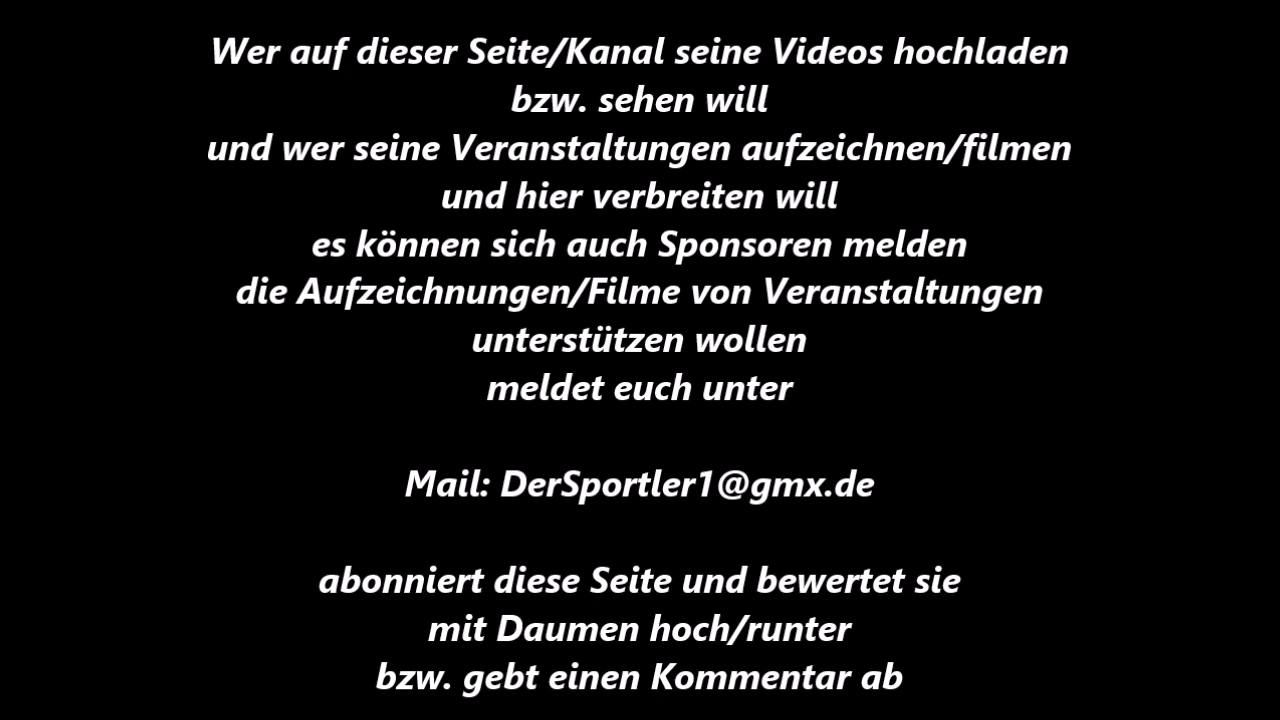 Wer auf dieser Seite/Kanal seine Videos hochladen
bzw. sehen will
und wer seine Veranstaltungen aufzeichnen/filmen
und hier verbreiten will
es können sich auch Sponsoren melden
die Aufzeichnungen/Filme von Veranstaltungen
unterstützen wollen
meldet euch unter
Mail: DerSportler1@gmx.de
abonniert diese Seite und bewertet sie
mit Daumen hoch/runter
bzw. gebt einen Kommentar ab